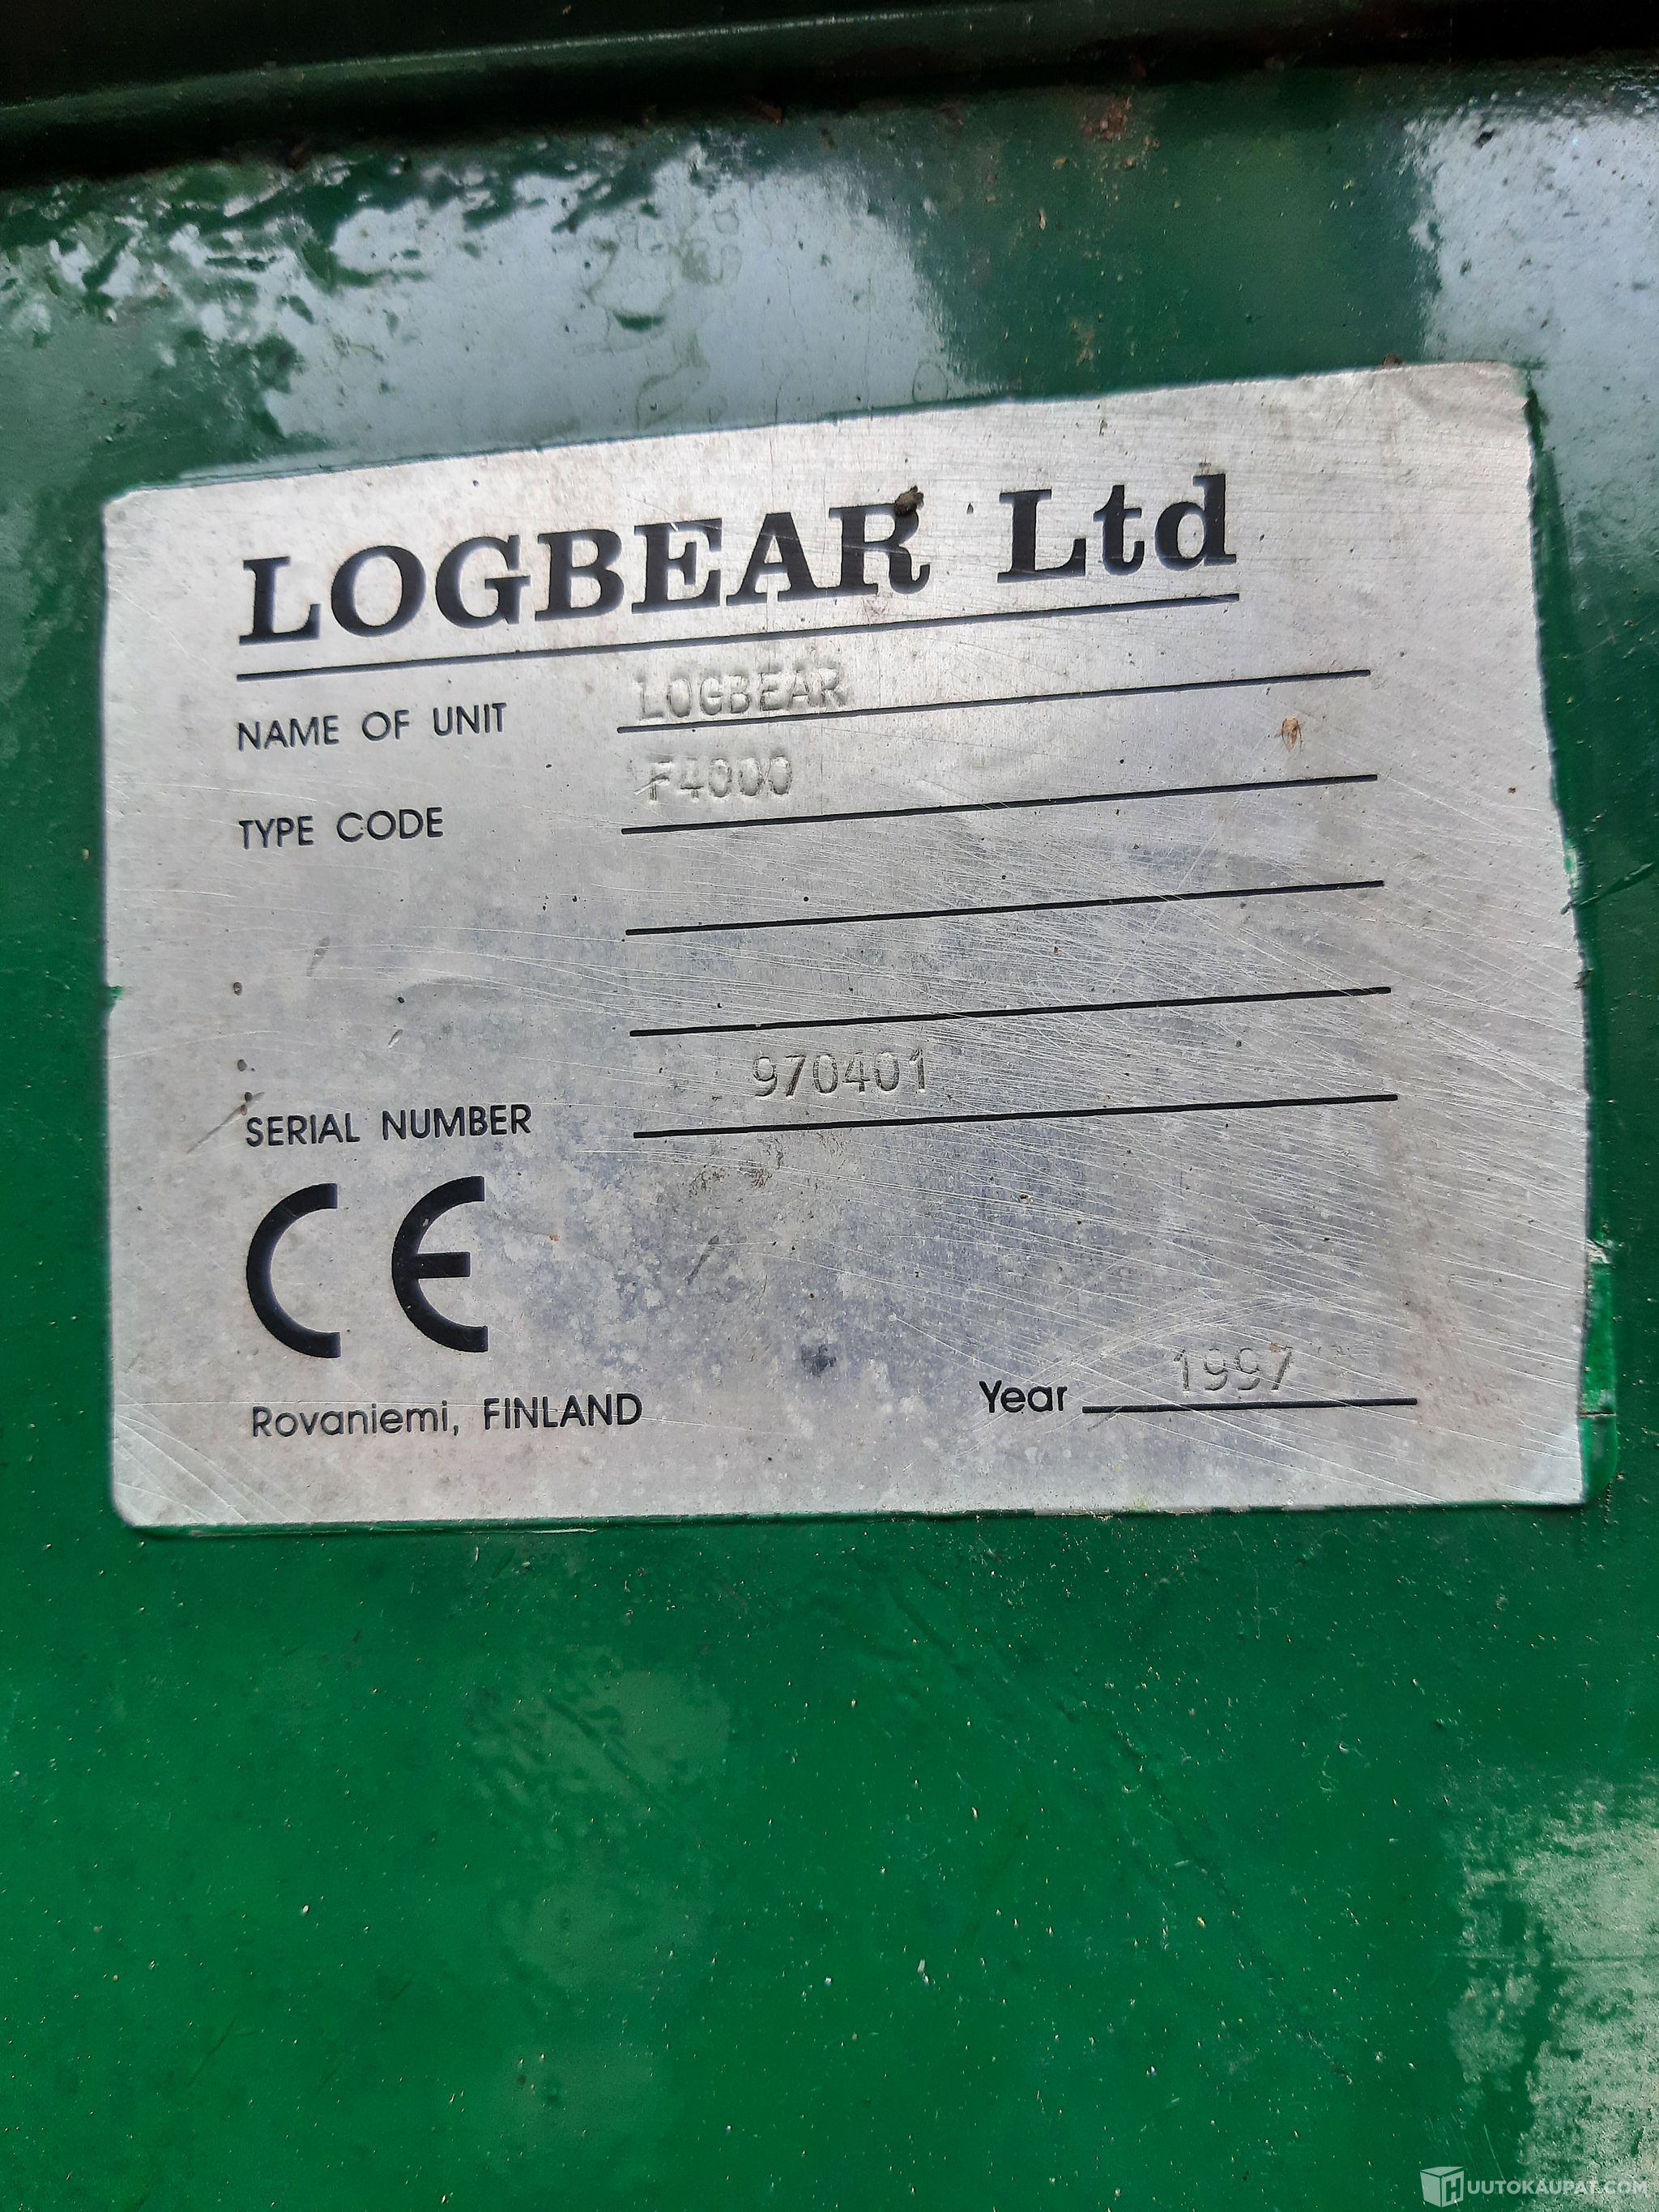 LOGBEAR Ltd
NAME OF UNIT LOGBEAR
TYPE CODE F4000
SERIAL NUMBER 970401
CE
Rovaniemi, FINLAND Year 1997
HUUTOKAUPAT.COM